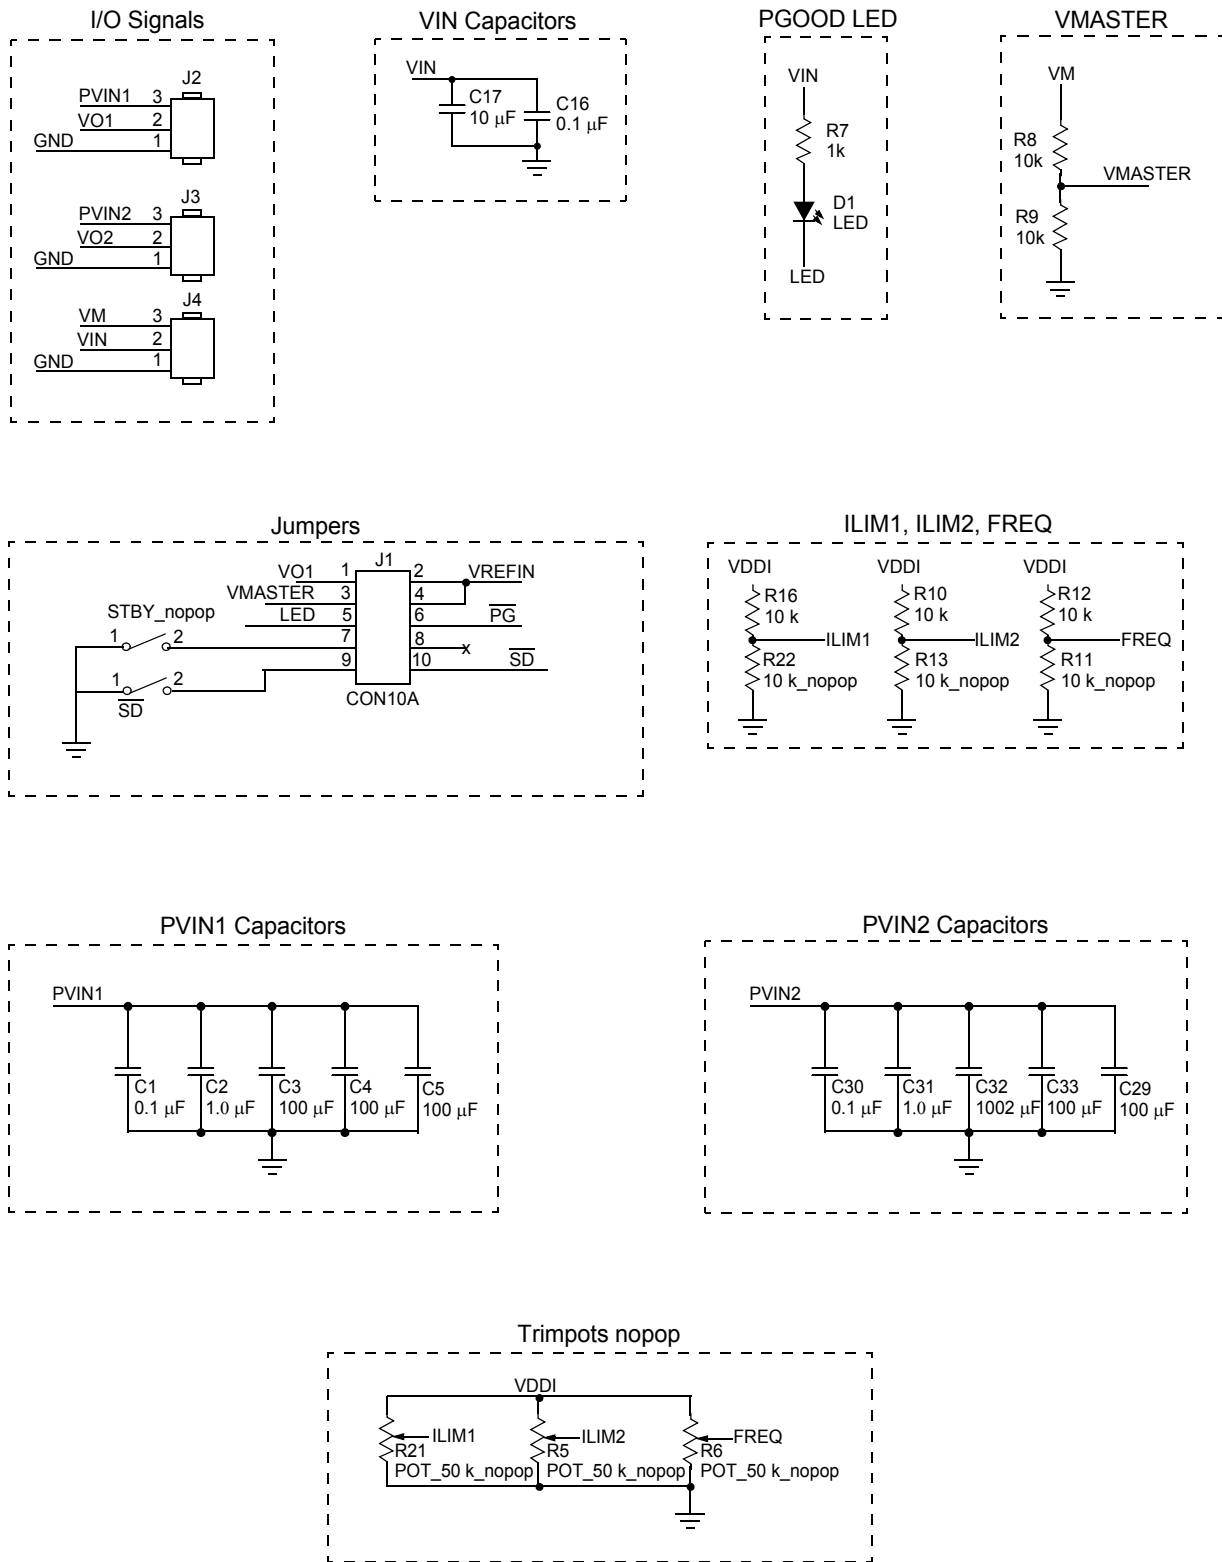 I/O Signals
J2
PVIN1 3
VO1 2
GND 1
J3
PVIN2 3
VO2 2
GND 1
J4
VM 3
VIN 2
GND 1
VIN Capacitors
VIN
C17
10 µF
C16
0.1 µF
PGOOD LED
VIN
R7
1k
D1
LED
LED
VMASTER
VM
R8
10k
VMASTER
R9
10k
Jumpers
J1
VO1 1 2 VREFIN
VMASTER 3 4
LED 5 6 P̅G̅
STBY_nopop
1 2 7 8 x
9 10 S̅D̅
1 2
S̅D̅
CON10A
ILIM1, ILIM2, FREQ
VDDI VDDI VDDI
R16 R10 R12
10 k 10 k 10 k
ILIM1 ILIM2 FREQ
R22 R13 R11
10 k_nopop 10 k_nopop 10 k_nopop
PVIN1 Capacitors
PVIN1
C1 C2 C3 C4 C5
0.1 µF 1.0 µF 100 µF 100 µF 100 µF
PVIN2 Capacitors
PVIN2
C30 C31 C32 C33 C29
0.1 µF 1.0 µF 1002 µF 100 µF 100 µF
Trimpots nopop
VDDI
ILIM1 ILIM2 FREQ
R21 R5 R6
POT_50 k_nopop POT_50 k_nopop POT_50 k_nopop